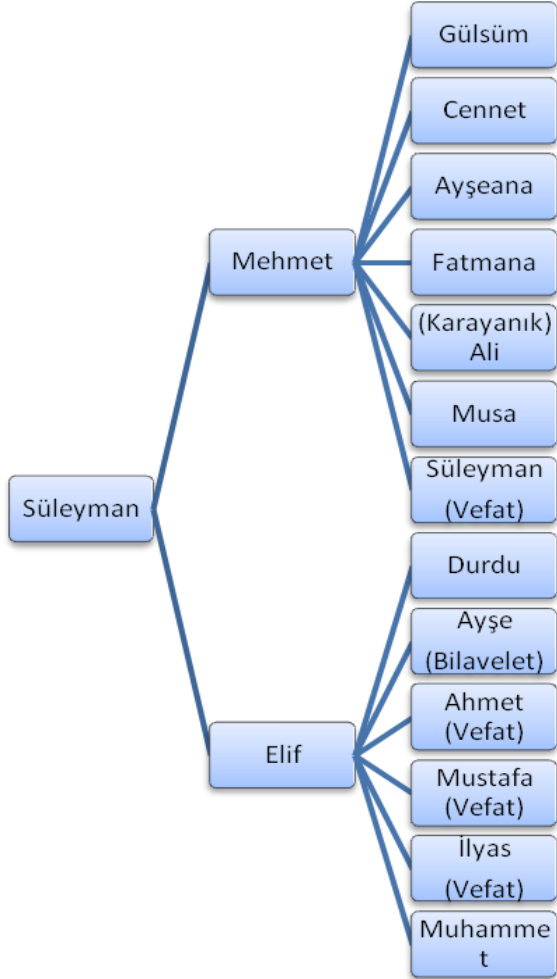 Gülsüm
Cennet
Ayşeana
Mehmet
Fatmana
(Karayanık)
Ali
Musa
Süleyman
(Vefat)
Süleyman
Durdu
Ayşe
(Bilavelet)
Ahmet
(Vefat)
Elif
Mustafa
(Vefat)
İlyas
(Vefat)
Muhamme
t